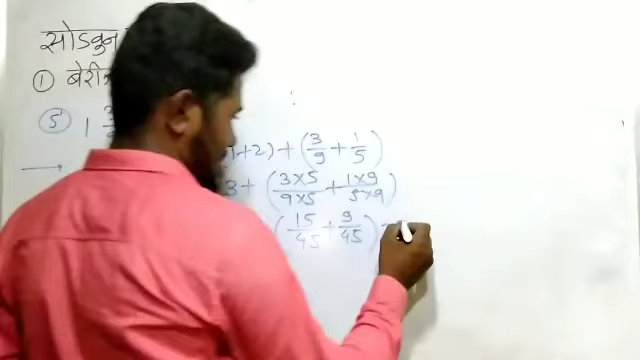 सोडवुन
① बेरीज
⑤ 1 3
1+2) + (3/9 + 1/5)
→ 3 + (3×5/9×5 + 1×9/5×9)
(15/45 + 9/45) =